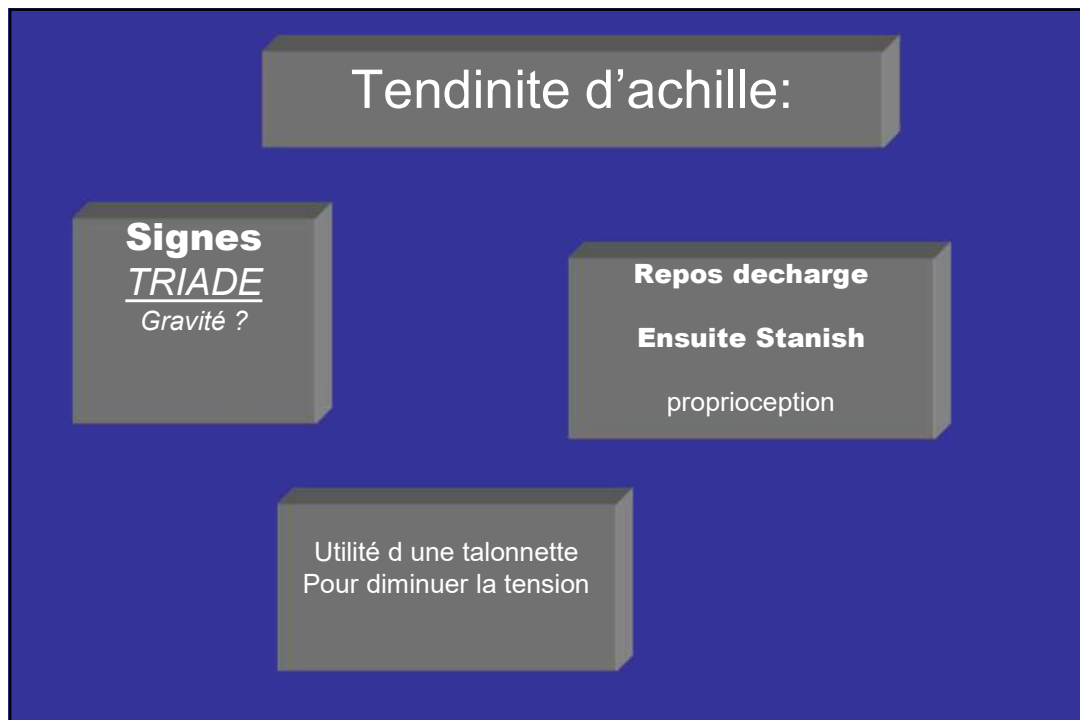 Tendinite d’achille:
Signes
TRIADE
Gravité ?
Repos decharge
Ensuite Stanish
proprioception
Utilité d une talonnette
Pour diminuer la tension